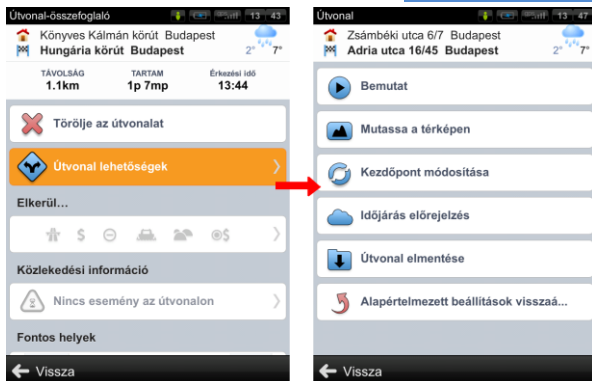 Útvonal-összefoglaló 13 43
Könyves Kálmán körút Budapest
Hungária körút Budapest 2° 7°
TÁVOLSÁG TARTAM Érkezési idő
1.1km 1p 7mp 13:44
Törölje az útvonalat
Útvonal lehetőségek
Elkerül...
Közlekedési információ
Nincs esemény az útvonalon
Fontos helyek
Vissza
Útvonal 13 47
Zsámbéki utca 6/7 Budapest
Adria utca 16/45 Budapest 2° 7°
Bemutat
Mutassa a térképen
Kezdőpont módosítása
Időjárás előrejelzés
Útvonal elmentése
Alapértelmezett beállítások visszaá...
Vissza